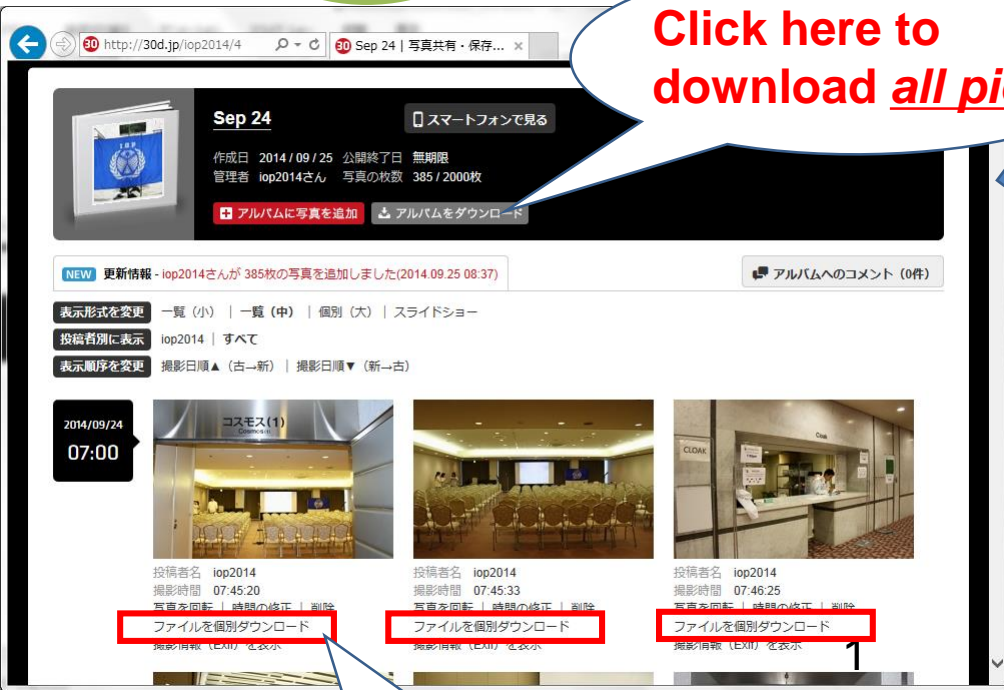 Click here to
download all pic
http://30d.jp/iop2014/4
Sep 24 | 写真共有・保存...
Sep 24
スマートフォンで見る
作成日 2014/09/25 公開終了日 無期限
管理者 iop2014さん 写真の枚数 385/2000枚
アルバムに写真を追加 アルバムをダウンロード
NEW 更新情報 - iop2014さんが 385枚の写真を追加しました(2014.09.25 08:37)
アルバムへのコメント（0件）
表示形式を変更 一覧（小）｜一覧（中）｜個別（大）｜スライドショー
投稿者別に表示 iop2014｜すべて
表示順序を変更 撮影日順▲（古→新）｜撮影日順▼（新→古）
2014/09/24
07:00
コスモス(1)
Cosmos(1)
CLOAK
Cloak
投稿者名 iop2014
撮影時間 07:45:20
写真を回転｜時間の修正｜削除
ファイルを個別ダウンロード
撮影情報（Exif）を表示
投稿者名 iop2014
撮影時間 07:45:33
写真を回転｜時間の修正｜削除
ファイルを個別ダウンロード
撮影情報（Exif）を表示
投稿者名 iop2014
撮影時間 07:46:25
写真を回転｜時間の修正｜削除
ファイルを個別ダウンロード
撮影情報（Exif）を表示
1